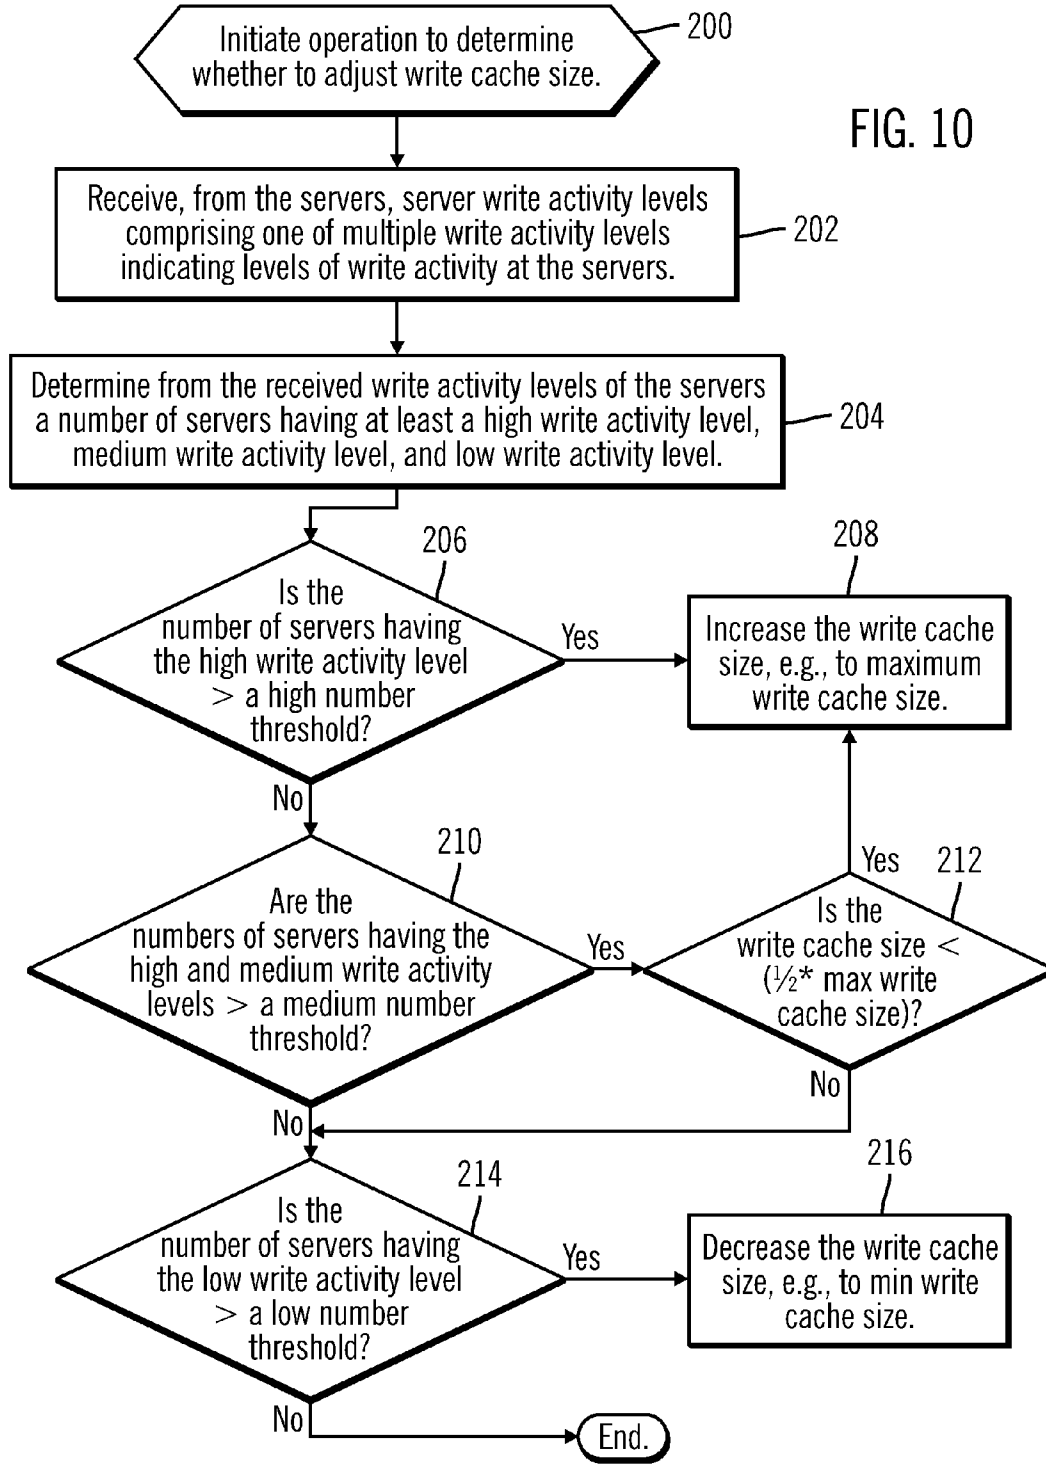 Initiate operation to determine
whether to adjust write cache size.
200
FIG. 10
Receive, from the servers, server write activity levels
comprising one of multiple write activity levels
indicating levels of write activity at the servers.
202
Determine from the received write activity levels of the servers
a number of servers having at least a high write activity level,
medium write activity level, and low write activity level.
204
206
Is the
number of servers having
the high write activity level
> a high number
threshold?
Yes
No
208
Increase the write cache
size, e.g., to maximum
write cache size.
210
Are the
numbers of servers having the
high and medium write activity
levels > a medium number
threshold?
Yes
No
212
Yes
Is the
write cache size <
(½* max write
cache size)?
No
214
Is the
number of servers having
the low write activity level
> a low number
threshold?
Yes
No
216
Decrease the write cache
size, e.g., to min write
cache size.
End.